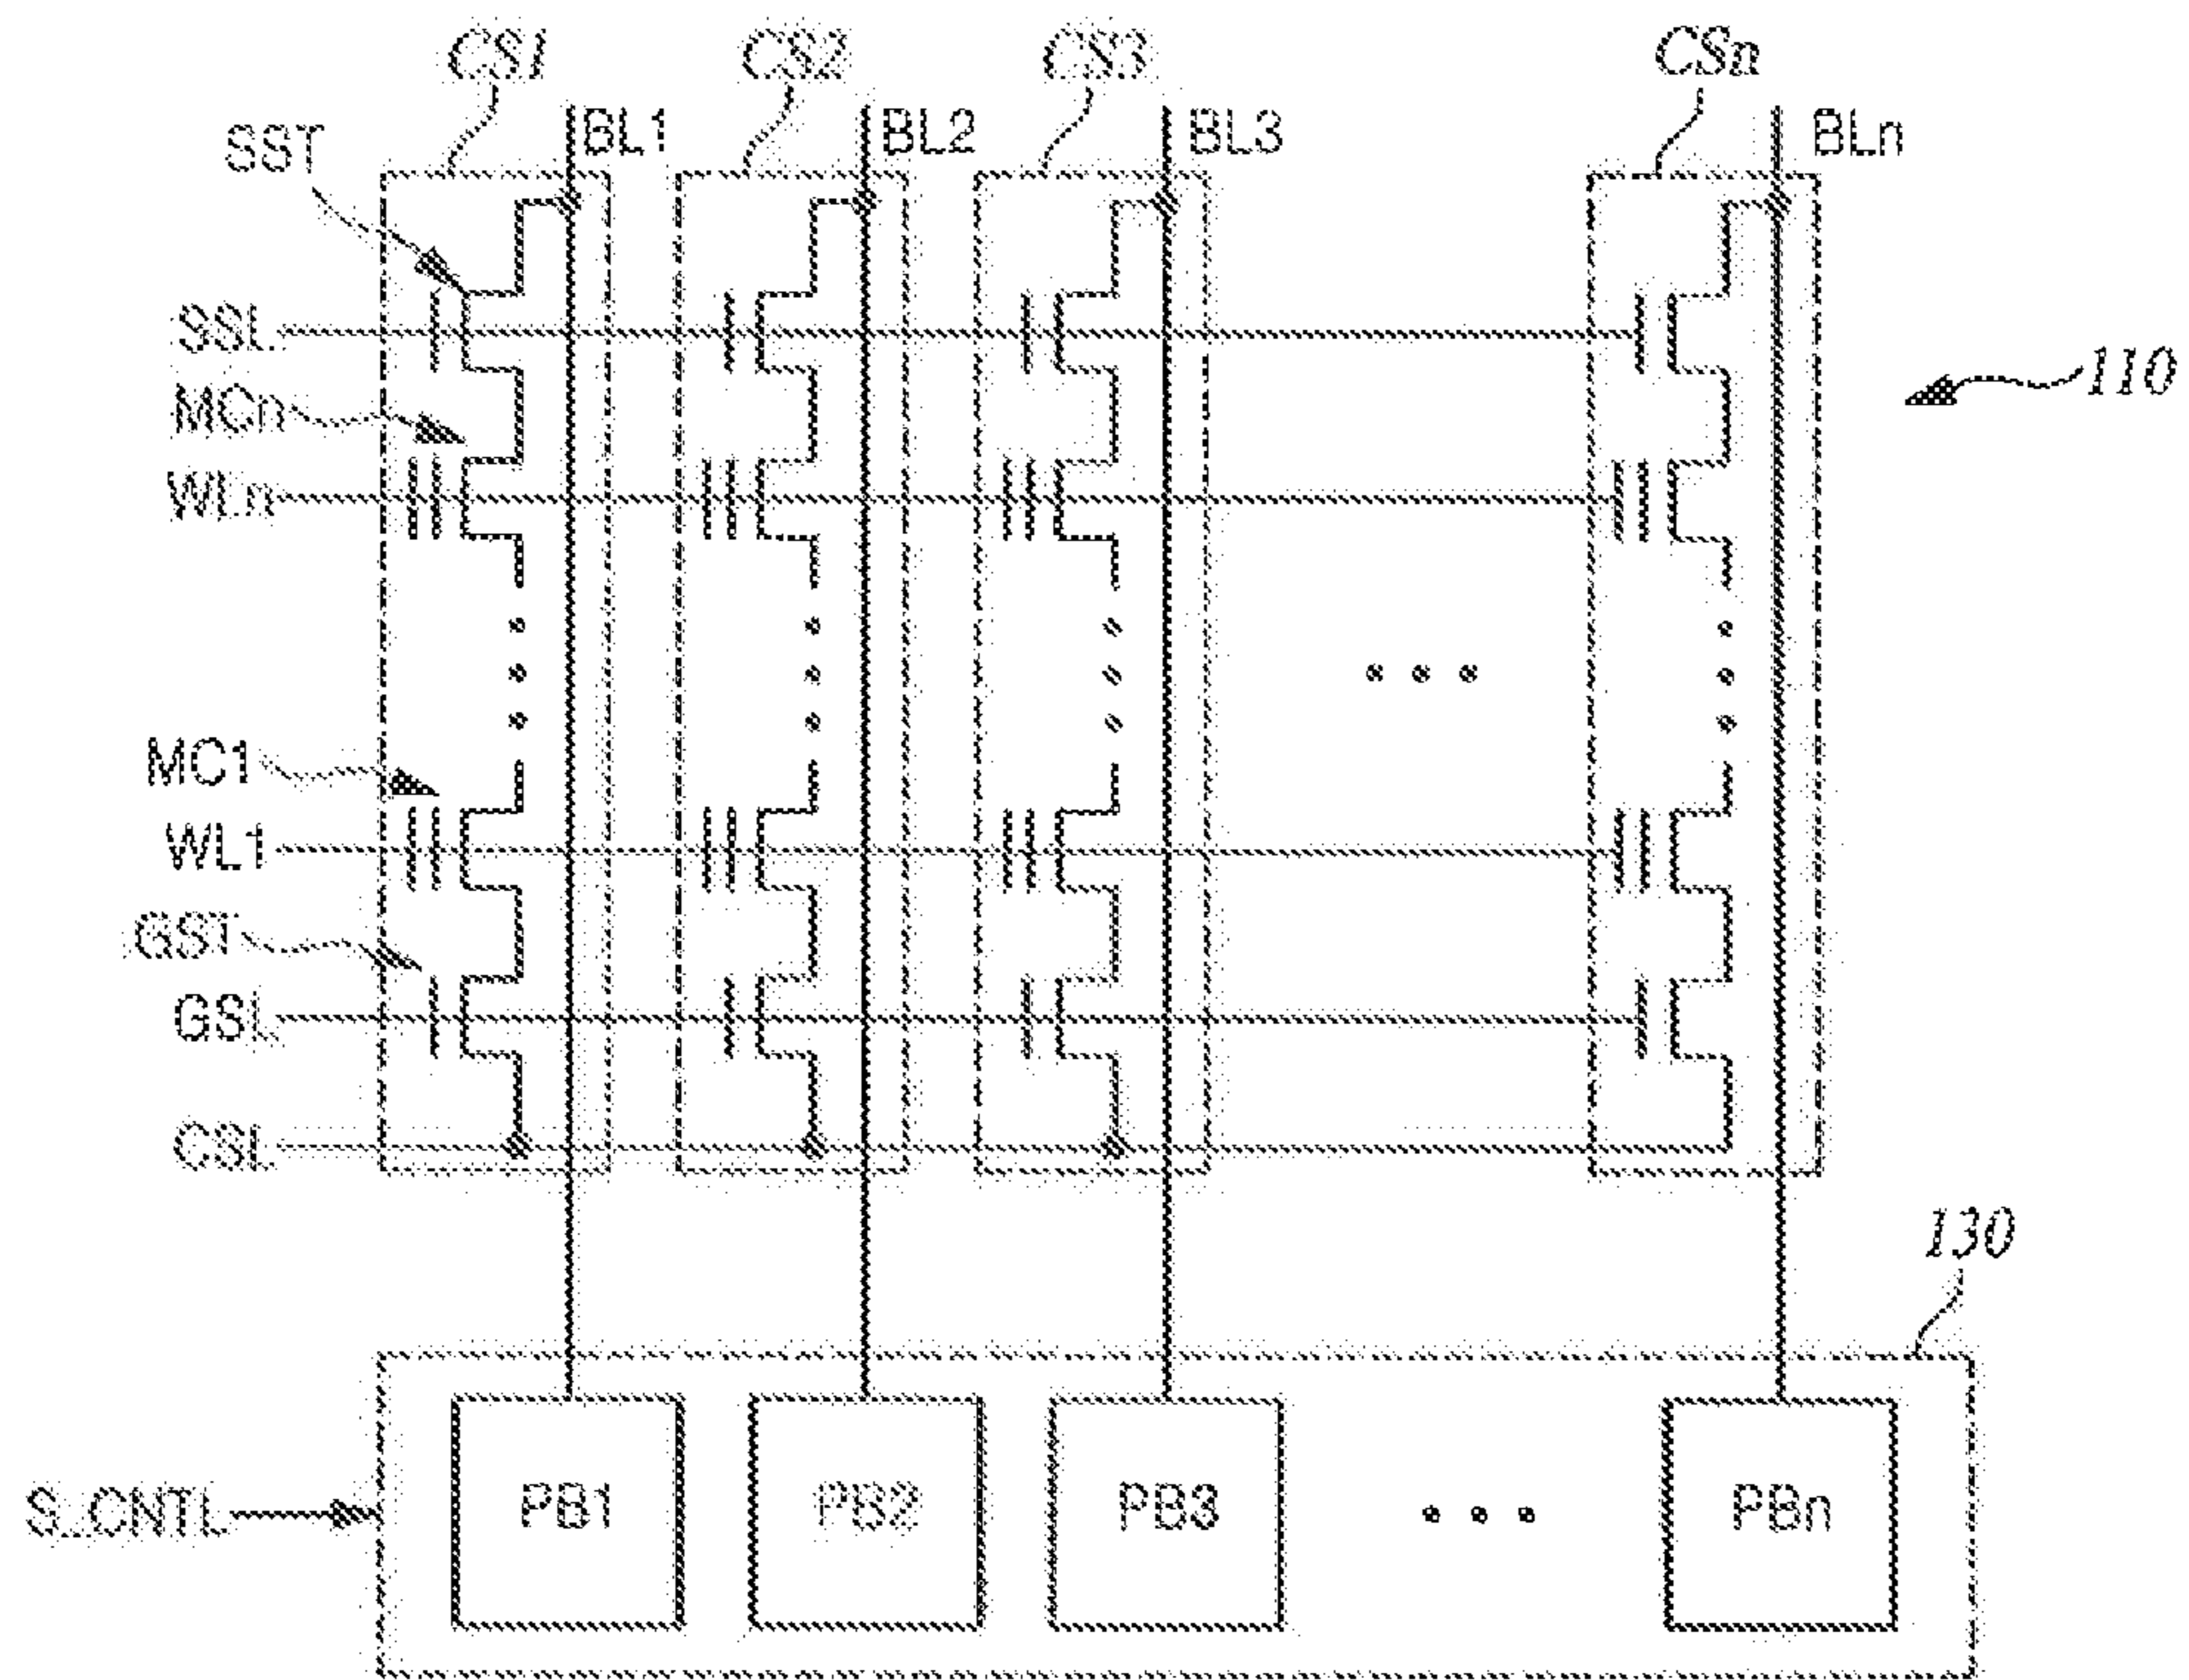 CS1 CS2 CS3 CSn
BL1 BL2 BL3 BLn
SST
SSL
110
MCn
WLn
MC1
WL1
GST
GSL
CSL
130
S_CNTL
PB1 PB2 PB3 PBn